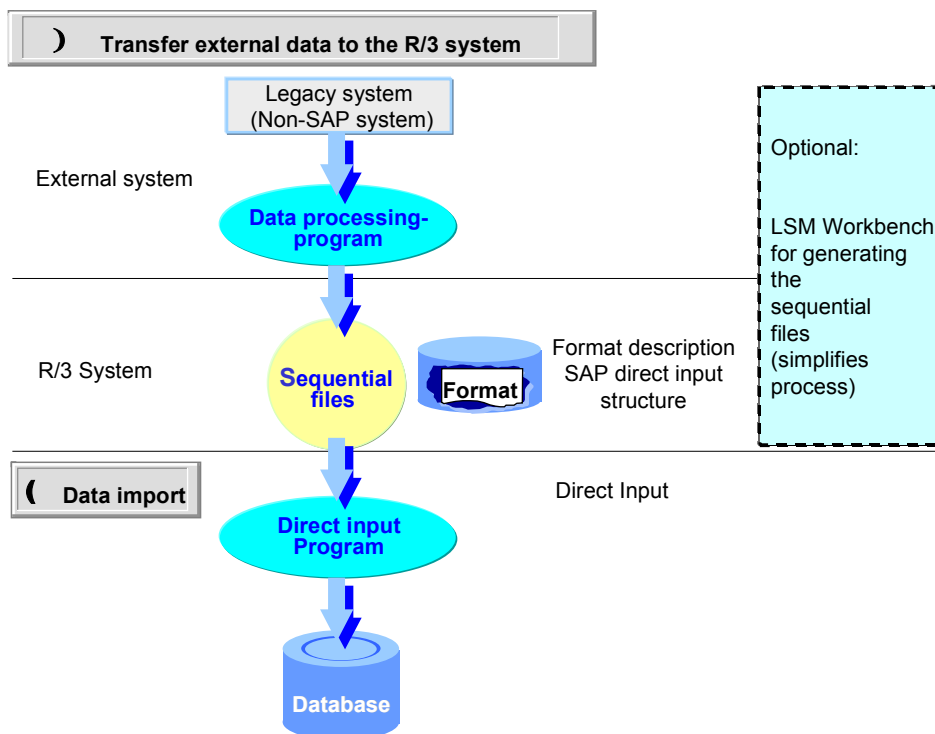 ) Transfer external data to the R/3 system
Legacy system
(Non-SAP system)
External system
Data processing-
program
R/3 System
Sequential
files
Format
Format description
SAP direct input
structure
Optional:
LSM Workbench
for generating
the
sequential
files
(simplifies
process)
( Data import
Direct Input
Direct input
Program
Database